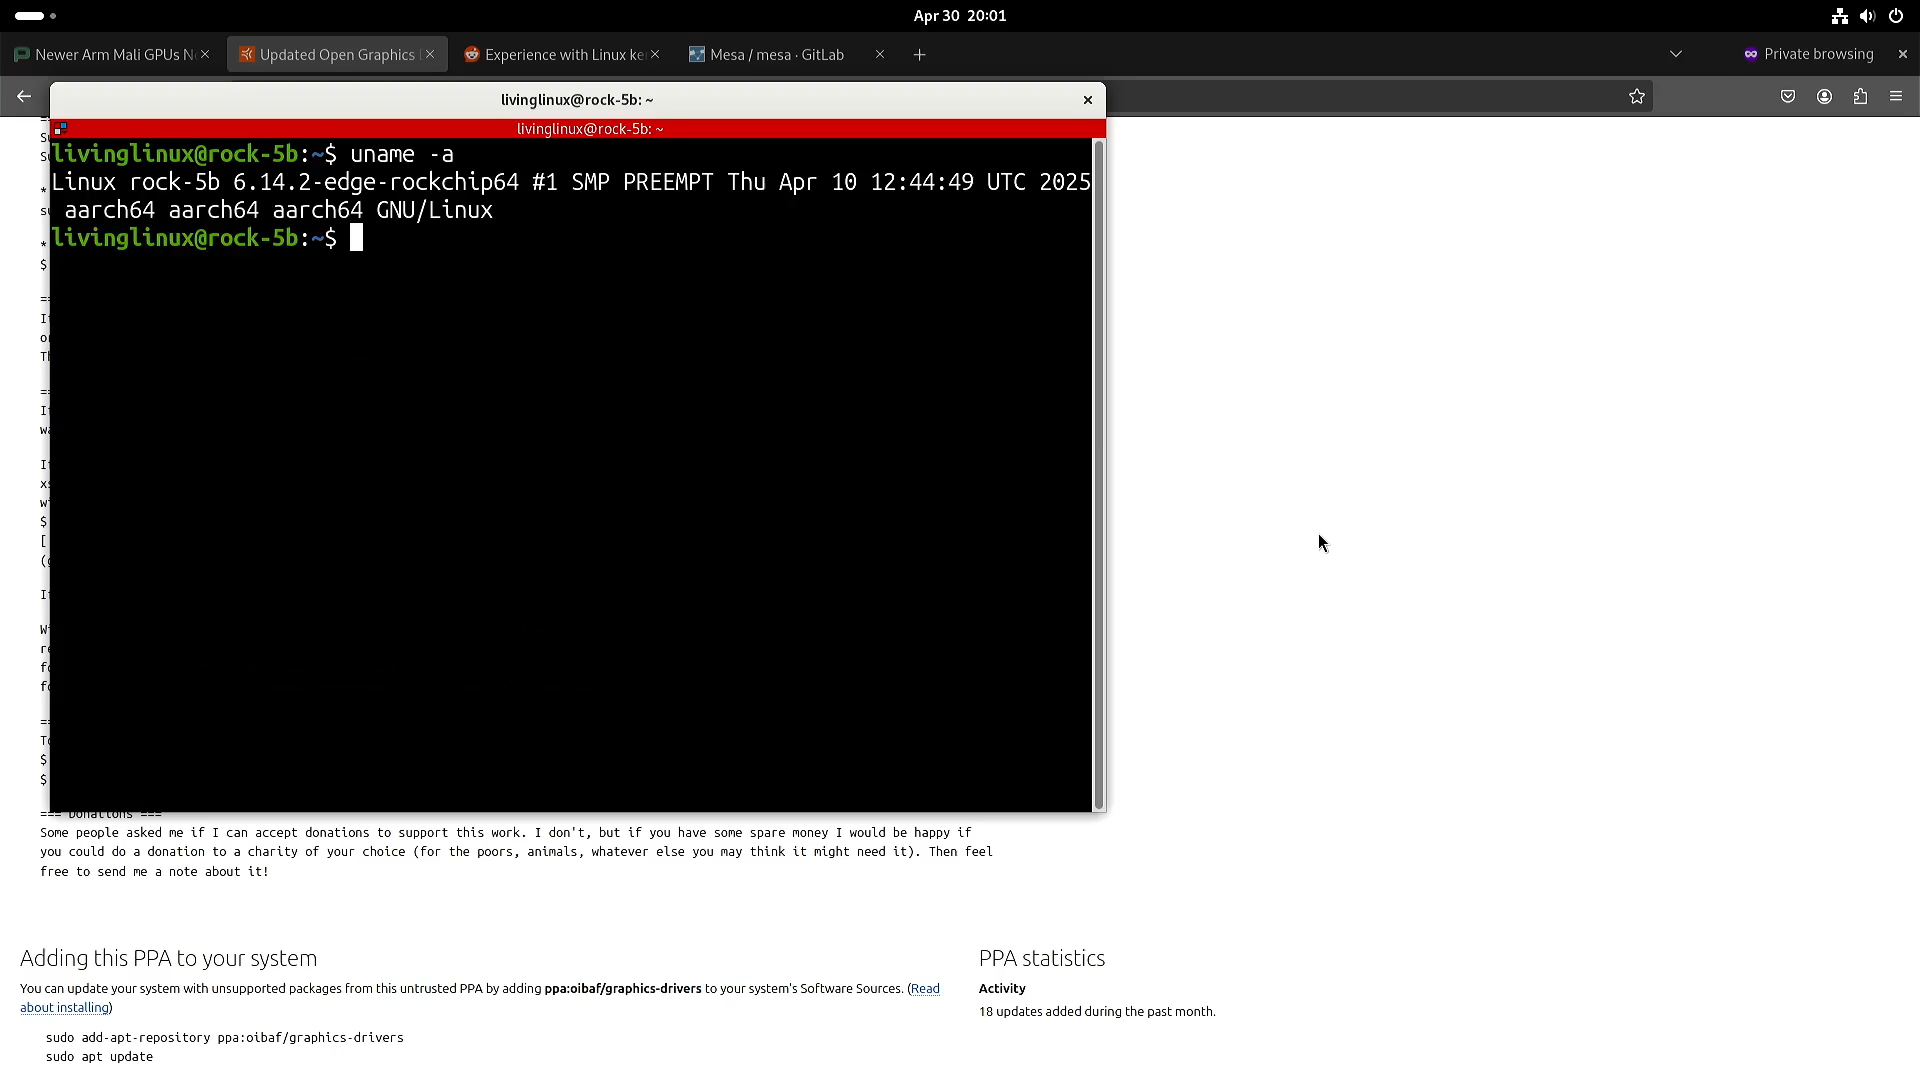 Apr 30 20:01
Newer Arm Mali GPUs N
Updated Open Graphics
Experience with Linux ke
Mesa / mesa · GitLab
Private browsing
livinglinux@rock-5b: ~
livinglinux@rock-5b: ~
livinglinux@rock-5b:~$ uname -a
Linux rock-5b 6.14.2-edge-rockchip64 #1 SMP PREEMPT Thu Apr 10 12:44:49 UTC 2025
aarch64 aarch64 aarch64 GNU/Linux
livinglinux@rock-5b:~$
=== Donations ===
Some people asked me if I can accept donations to support this work. I don't, but if you have some spare money I would be happy if
you could do a donation to a charity of your choice (for the poors, animals, whatever else you may think it might need it). Then feel
free to send me a note about it!
Adding this PPA to your system
You can update your system with unsupported packages from this untrusted PPA by adding ppa:oibaf/graphics-drivers to your system's Software Sources. (Read
about installing)
sudo add-apt-repository ppa:oibaf/graphics-drivers
sudo apt update
PPA statistics
Activity
18 updates added during the past month.